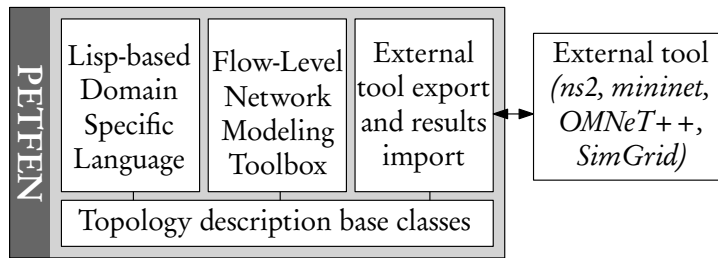 PETFEN
Lisp-based
Domain
Specific
Language
Flow-Level
Network
Modeling
Toolbox
External
tool export
and results
import
External tool
(ns2, mininet,
OMNeT++,
SimGrid)
Topology description base classes